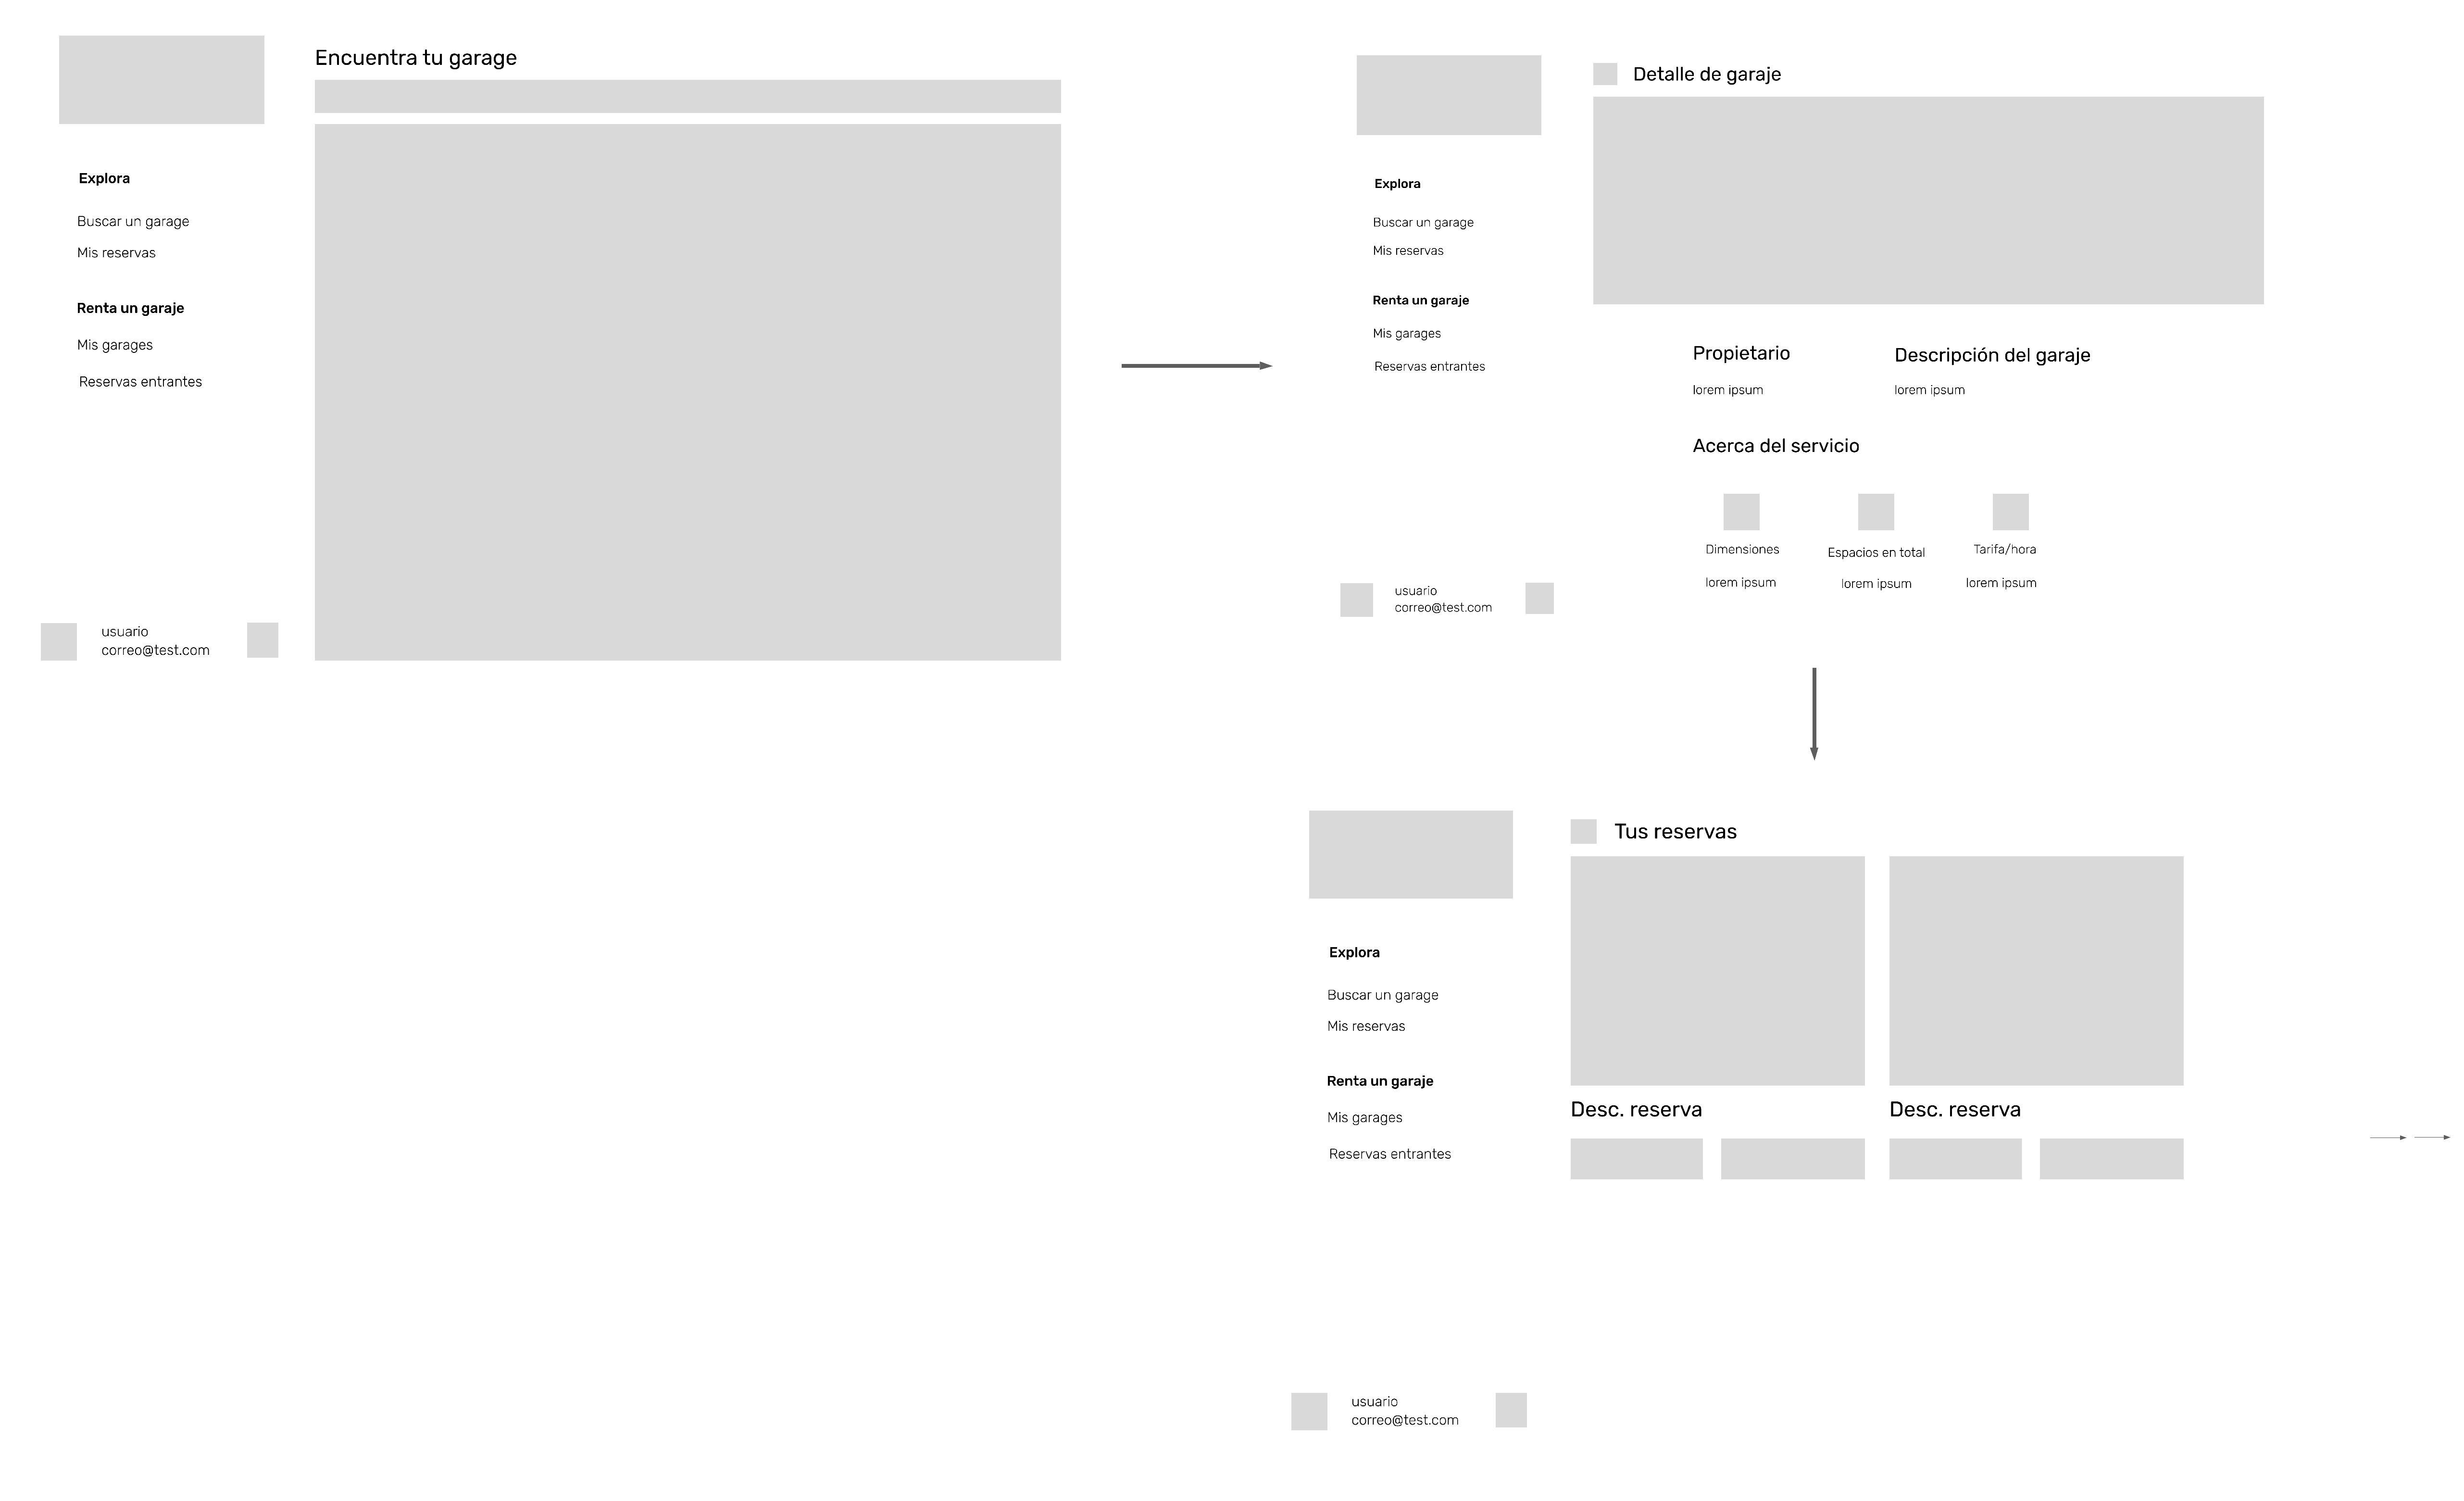 Encuentra tu garage
Explora
Buscar un garage
Mis reservas
Renta un garaje
Mis garages
Reservas entrantes
usuario
correo@test.com
Detalle de garaje
Explora
Buscar un garage
Mis reservas
Renta un garaje
Mis garages
Reservas entrantes
Propietario
lorem ipsum
Descripción del garaje
lorem ipsum
Acerca del servicio
Dimensiones
lorem ipsum
Espacios en total
lorem ipsum
Tarifa/hora
lorem ipsum
usuario
correo@test.com
Tus reservas
Explora
Buscar un garage
Mis reservas
Renta un garaje
Mis garages
Reservas entrantes
Desc. reserva
Desc. reserva
usuario
correo@test.com